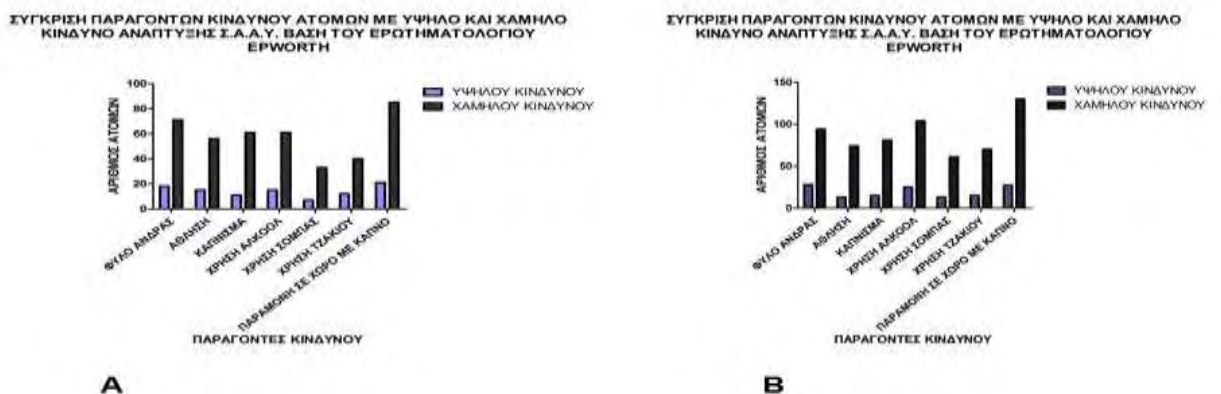 ΣΥΓΚΡΙΣΗ ΠΑΡΑΓΟΝΤΩΝ ΚΙΝΔΥΝΟΥ ΑΤΟΜΩΝ ΜΕ ΥΨΗΛΟ ΚΑΙ ΧΑΜΗΛΟ
ΚΙΝΔΥΝΟ ΑΝΑΠΤΥΞΗΣ Σ.Α.Α.Υ. ΒΑΣΗ ΤΟΥ ΕΡΩΤΗΜΑΤΟΛΟΓΙΟΥ
EPWORTH
100
80
60
40
20
0
ΑΡΙΘΜΟΣ ΑΤΟΜΩΝ
ΥΨΗΛΟΥ ΚΙΝΔΥΝΟΥ
ΧΑΜΗΛΟΥ ΚΙΝΔΥΝΟΥ
ΦΥΛΟ ΑΝΔΡΑΣ
ΑΘΛΗΣΗ
ΚΑΠΝΙΣΜΑ
ΧΡΗΣΗ ΑΛΚΟΟΛ
ΧΡΗΣΗ ΣΟΜΠΑΣ
ΧΡΗΣΗ ΤΖΑΚΙΟΥ
ΠΑΡΑΜΟΝΗ ΣΕ ΧΩΡΟ ΜΕ ΚΑΠΝΟ
ΠΑΡΑΓΟΝΤΕΣ ΚΙΝΔΥΝΟΥ
A
ΣΥΓΚΡΙΣΗ ΠΑΡΑΓΟΝΤΩΝ ΚΙΝΔΥΝΟΥ ΑΤΟΜΩΝ ΜΕ ΥΨΗΛΟ ΚΑΙ ΧΑΜΗΛΟ
ΚΙΝΔΥΝΟ ΑΝΑΠΤΥΞΗΣ Σ.Α.Α.Υ. ΒΑΣΗ ΤΟΥ ΕΡΩΤΗΜΑΤΟΛΟΓΙΟΥ
EPWORTH
150
100
50
0
ΑΡΙΘΜΟΣ ΑΤΟΜΩΝ
ΥΨΗΛΟΥ ΚΙΝΔΥΝΟΥ
ΧΑΜΗΛΟΥ ΚΙΝΔΥΝΟΥ
ΦΥΛΟ ΑΝΔΡΑΣ
ΑΘΛΗΣΗ
ΚΑΠΝΙΣΜΑ
ΧΡΗΣΗ ΑΛΚΟΟΛ
ΧΡΗΣΗ ΣΟΜΠΑΣ
ΧΡΗΣΗ ΤΖΑΚΙΟΥ
ΠΑΡΑΜΟΝΗ ΣΕ ΧΩΡΟ ΜΕ ΚΑΠΝΟ
ΠΑΡΑΓΟΝΤΕΣ ΚΙΝΔΥΝΟΥ
B